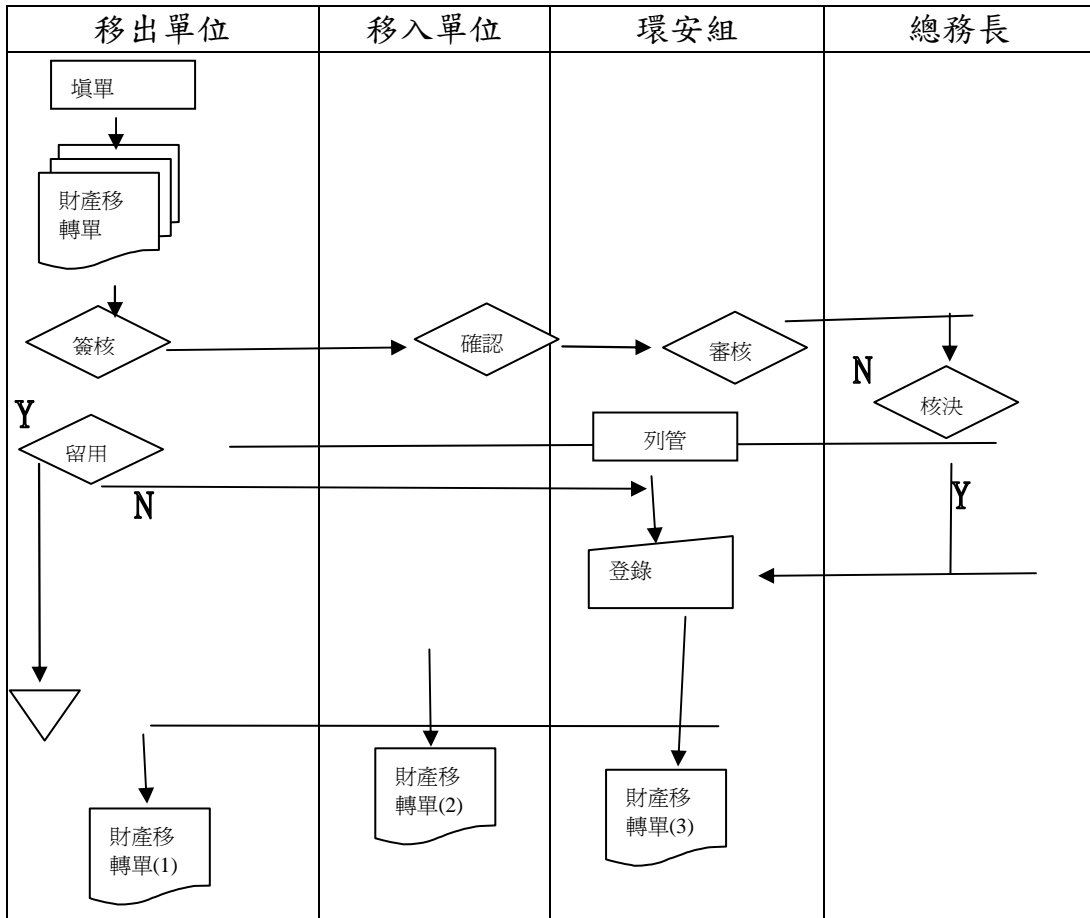 移出單位
移入單位
環安組
總務長
填單
財產移
轉單
簽核
確認
審核
N
核決
Y
留用
列管
N
Y
登錄
財產移
轉單(2)
財產移
轉單(3)
財產移
轉單(1)